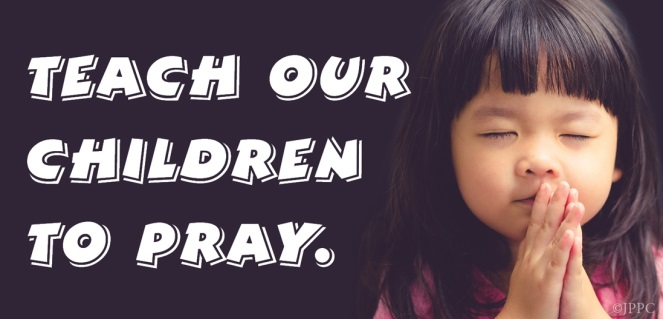 TEACH OUR
CHILDREN
TO PRAY.
©JPPC